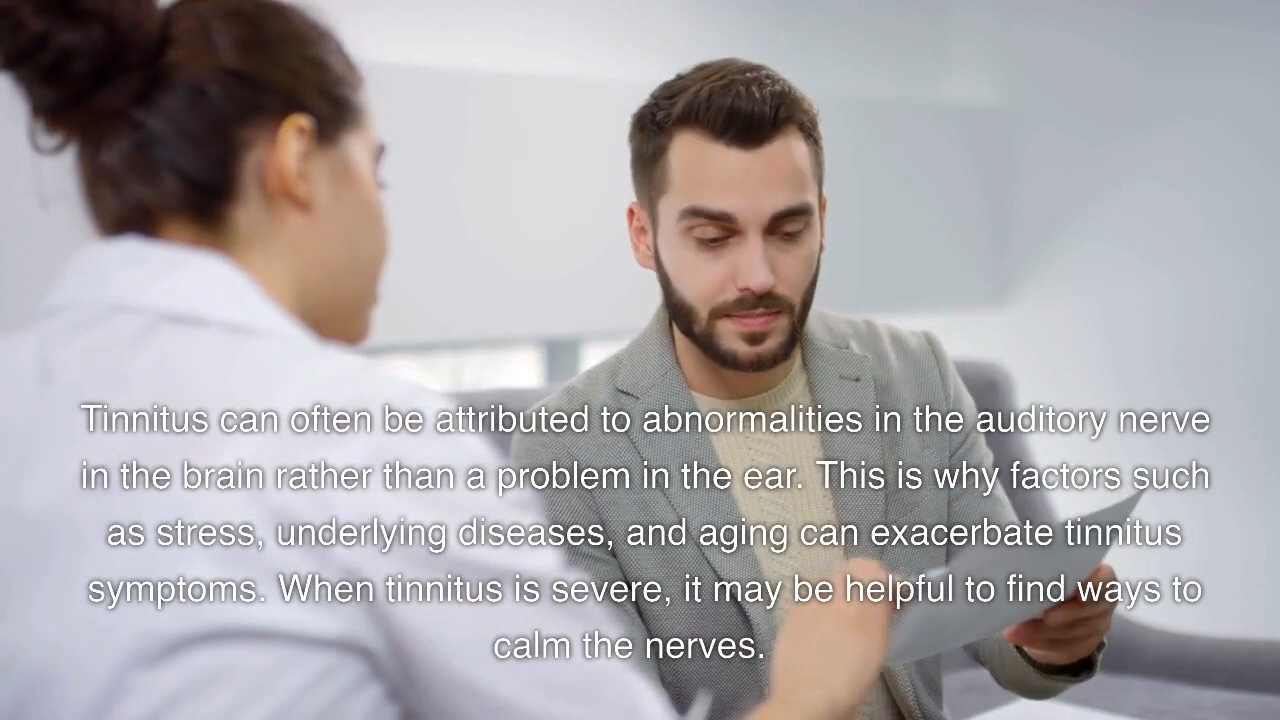 Tinnitus can often be attributed to abnormalities in the auditory nerve
in the brain rather than a problem in the ear. This is why factors such
as stress, underlying diseases, and aging can exacerbate tinnitus
symptoms. When tinnitus is severe, it may be helpful to find ways to
calm the nerves.